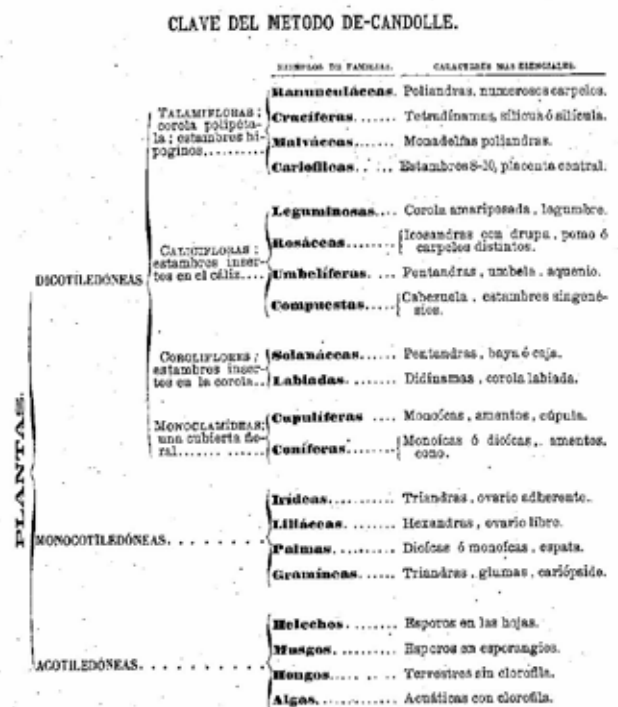 CLAVE DEL METODO DE-CANDOLLE.
EJEMPLOS DE FAMILIAS. CARACTERES MAS ESENCIALES.
PLANTAS.
DICOTILEDÓNEAS
TALAMIFLORAS:
corola polipéta-
la; estambres hi-
poginos.........
Ranunculáceas. Poliandras, numerosos carpelos.
Crucíferas....... Tetradínamas, silicua ó silícula.
Malváceas....... Monadelfas poliandras.
Cariofileas....... Estambres 8-10, placenta central.
CALICIFLORAS:
estambres inser-
tos en el cáliz....
Leguminosas.... Corola amariposada, legumbre.
Rosáceas........ Icosandras con drupa, pomo ó
carpelos distintos.
Umbelíferas.... Pentandras, umbela, aquenio.
Compuestas.... Cabezuela, estambres singené-
sios.
COROLIFLORES;
estambres inser-
tos en la corola..
Solanáceas...... Pentandras, baya ó caja.
Labiadas........ Didínamas, corola labiada.
MONOCLAMÍDEAS;
una cubierta flo-
ral..............
Cupulíferas .... Monoicas, amentos, cúpula.
Coníferas....... Monoicas ó dioicas, amentos,
cono.
MONOCOTILEDÓNEAS. . . . . . . .
Irídeas........... Triandras, ovario adherente.
Liliáceas......... Hexandras, ovario libre.
Palmas.......... Dioicas ó monoicas, espata.
Gramíneas...... Triandras, glumas, cariópside.
ACOTILEDÓNEAS. . . . . . . . .
Helechos......... Esporos en las hojas.
Musgos.......... Esporos en esporangios.
Hongos.......... Terrestres sin clorofila.
Algas............ Acuáticas con clorofila.